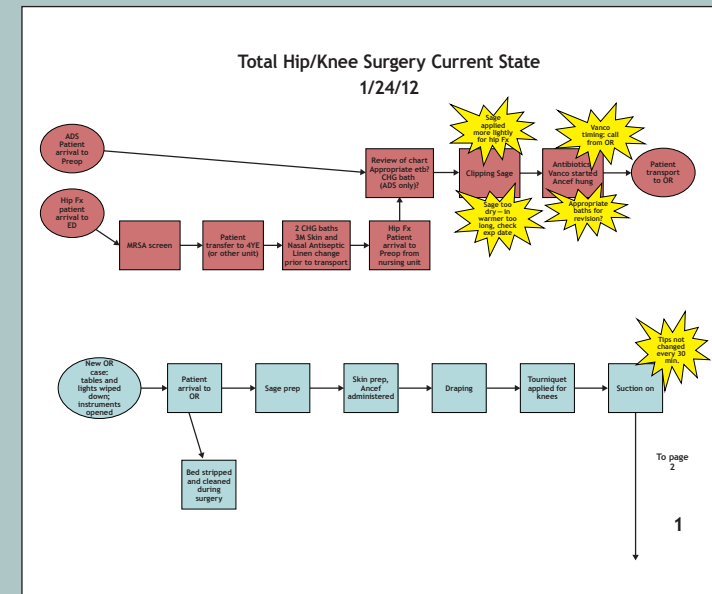 Total Hip/Knee Surgery Current State
1/24/12
ADS
Patient
arrival to
Preop
Review of chart
Appropriate etb?
CHG bath
(ADS only)?
Sage
applied
more lightly
for hip Fx
Clipping Sage
Sage too
dry — in
warmer too
long, check
exp date
Vanco
timing: call
from OR
Antibiotics
Vanco started
Ancef hung
Appropriate
baths for
revision?
Patient
transport
to OR
Hip Fx
patient
arrival to
ED
MRSA screen
Patient
transfer to 4YE
(or other unit)
2 CHG baths
3M Skin and
Nasal Antiseptic
Linen change
prior to transport
Hip Fx
Patient
arrival to
Preop from
nursing unit
New OR
case:
tables and
lights wiped
down;
instruments
opened
Patient
arrival to
OR
Sage prep
Skin prep,
Ancef
administered
Draping
Tourniquet
applied for
knees
Suction on
Tips not
changed
every 30
min.
Bed stripped
and cleaned
during
surgery
To page
2
1